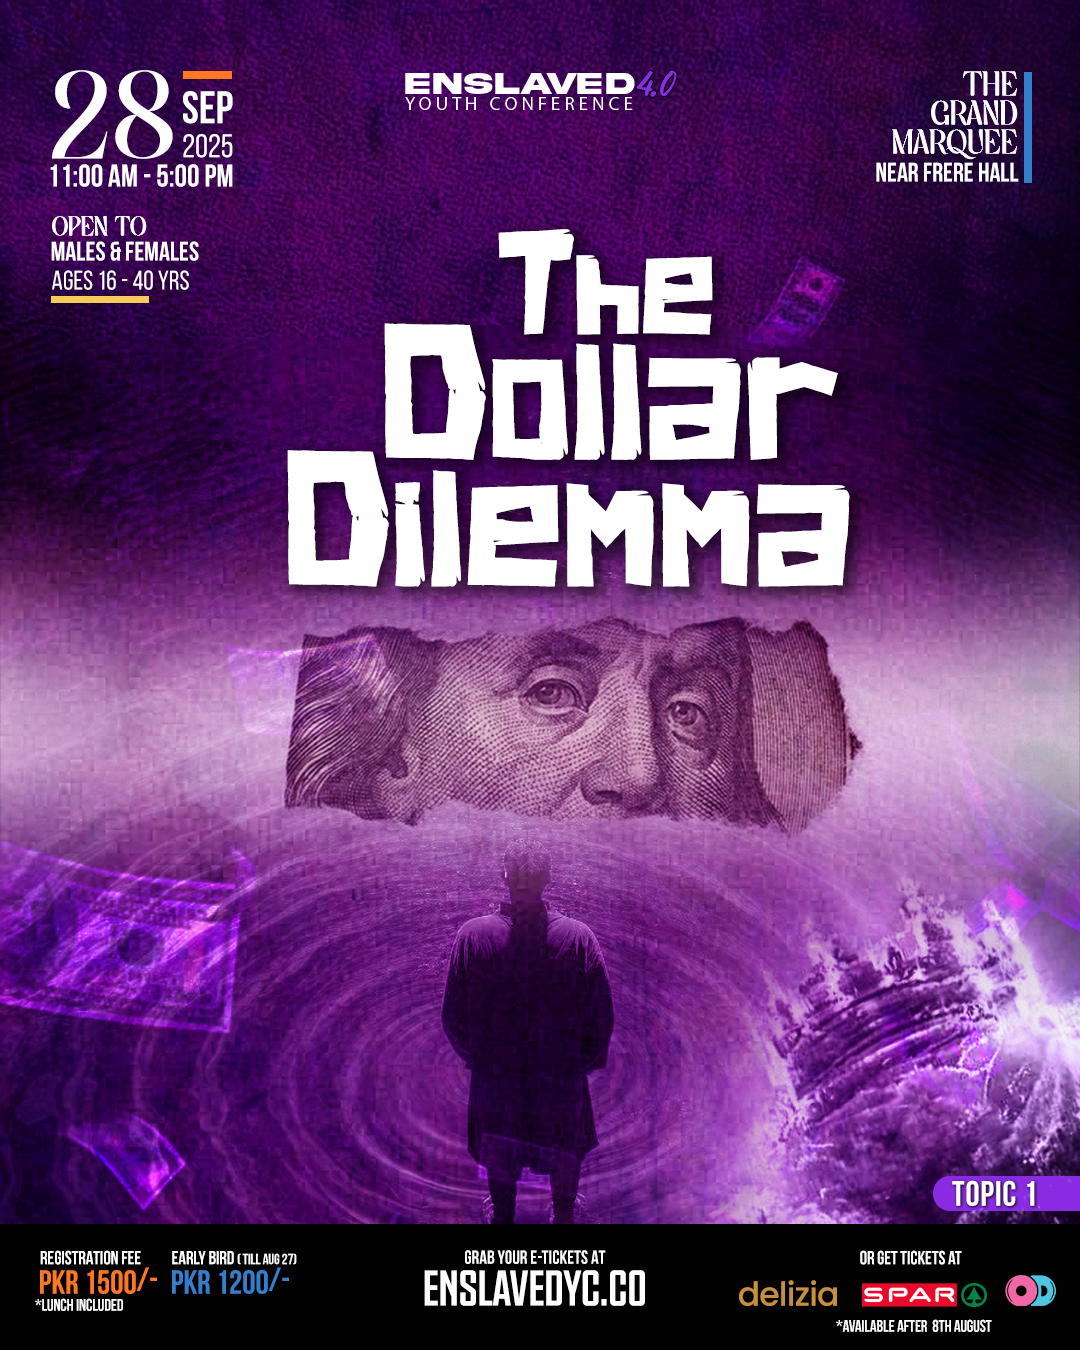 28
SEP
2025
11:00 AM - 5:00 PM
OPEN TO
MALES & FEMALES
AGES 16 - 40 YRS
ENSLAVED 4.0
YOUTH CONFERENCE
THE
GRAND
MARQUEE
NEAR FRERE HALL
The
Dollar
Dilemma
TOPIC 1
REGISTRATION FEE
PKR 1500/-
*LUNCH INCLUDED
EARLY BIRD ( TILL AUG 27)
PKR 1200/-
GRAB YOUR E-TICKETS AT
ENSLAVEDYC.CO
OR GET TICKETS AT
delizia
SPAR
*AVAILABLE AFTER 8TH AUGUST